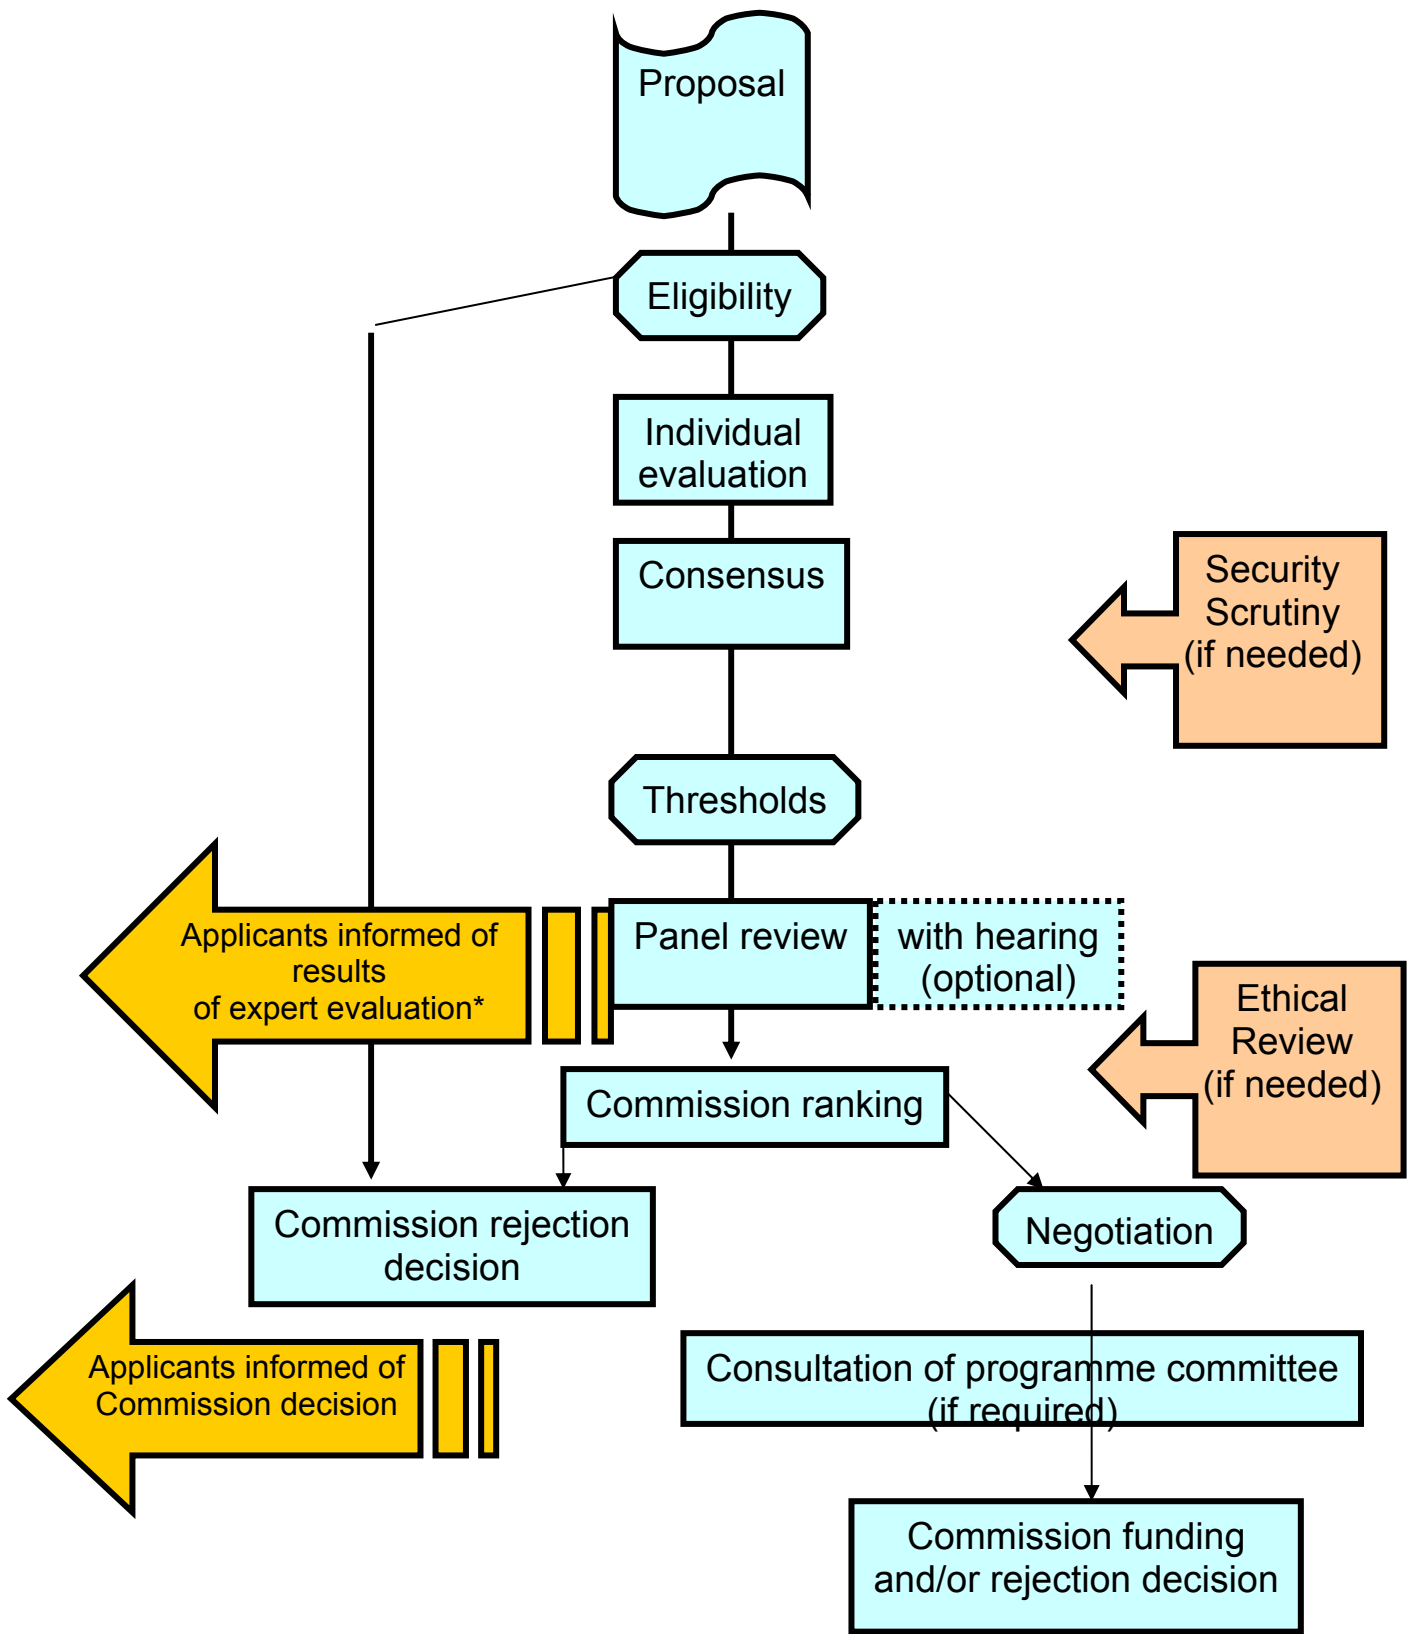 Proposal
Eligibility
Individual
evaluation
Consensus
Security
Scrutiny
(if needed)
Thresholds
Applicants informed of
results
of expert evaluation*
Panel review
with hearing
(optional)
Ethical
Review
(if needed)
Commission ranking
Commission rejection
decision
Negotiation
Applicants informed of
Commission decision
Consultation of programme committee
(if required)
Commission funding
and/or rejection decision